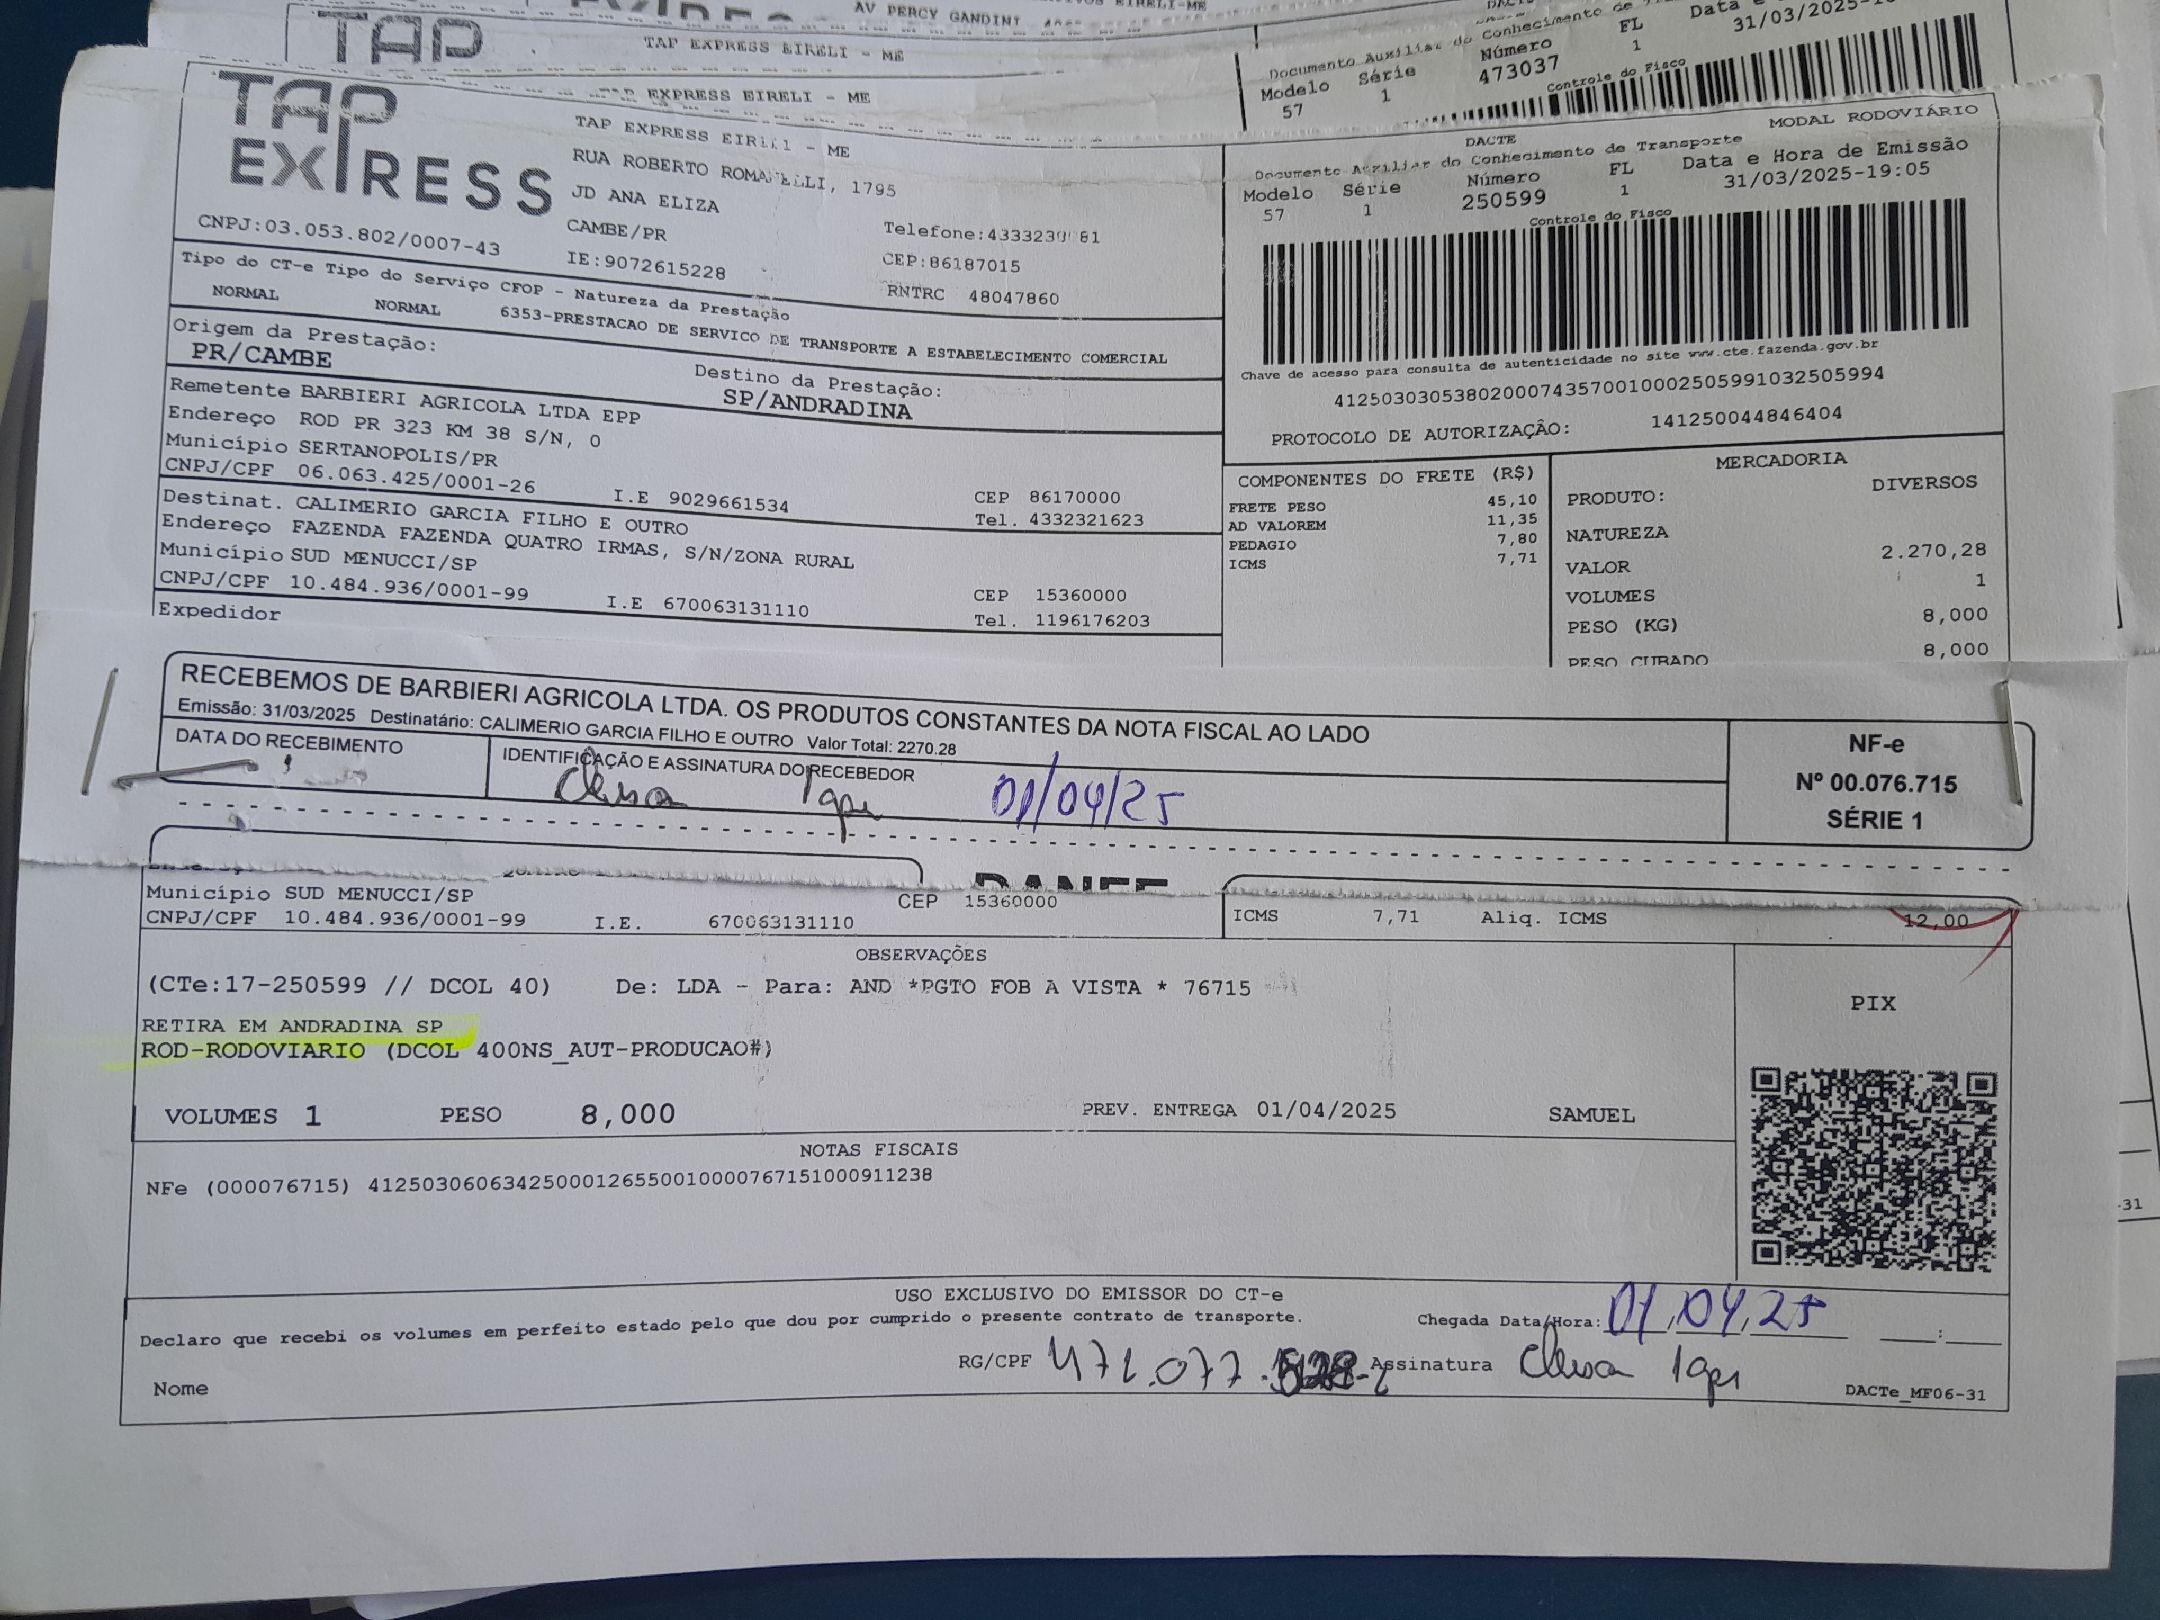 AV PERCY GANDINI
EIRELI-ME
TAP
TAP EXPRESS EIRELI - ME
Documento Auxiliar do Conhecimento de
Modelo Série Número FL Data e
57 1 473037 1 31/03/2025-
Controle do Fisco
EXPRESS EIRELI - ME
TAP EXPRESS
TAP EXPRESS EIRELI - ME
RUA ROBERTO ROMANELLI, 1795
JD ANA ELIZA
CAMBE/PR Telefone:4333230 81
CNPJ:03.053.802/0007-43 IE:9072615228 CEP:86187015
RNTRC 48047860
MODAL RODOVIÁRIO
DACTE
Documento Auxiliar do Conhecimento de Transporte
Modelo Série Número FL Data e Hora de Emissão
57 1 250599 1 31/03/2025-19:05
Controle do Fisco
Chave de acesso para consulta de autenticidade no site www.cte.fazenda.gov.br
41250303053802000743570010002505991032505994
PROTOCOLO DE AUTORIZAÇÃO: 141250044846404
Tipo do CT-e Tipo do Serviço CFOP - Natureza da Prestação
NORMAL NORMAL 6353-PRESTACAO DE SERVICO DE TRANSPORTE A ESTABELECIMENTO COMERCIAL
Origem da Prestação: Destino da Prestação:
PR/CAMBE SP/ANDRADINA
Remetente BARBIERI AGRICOLA LTDA EPP
Endereço ROD PR 323 KM 38 S/N, 0
Município SERTANOPOLIS/PR CEP 86170000
CNPJ/CPF 06.063.425/0001-26 I.E 9029661534 Tel. 4332321623
Destinat. CALIMERIO GARCIA FILHO E OUTRO
Endereço FAZENDA FAZENDA QUATRO IRMAS, S/N/ZONA RURAL
Município SUD MENUCCI/SP CEP 15360000
CNPJ/CPF 10.484.936/0001-99 I.E 670063131110 Tel. 1196176203
Expedidor
COMPONENTES DO FRETE (R$)
FRETE PESO 45,10
AD VALOREM 11,35
PEDAGIO 7,80
ICMS 7,71
MERCADORIA
PRODUTO: DIVERSOS
NATUREZA
VALOR 2.270,28
VOLUMES 1
PESO (KG) 8,000
PESO CUBADO 8,000
RECEBEMOS DE BARBIERI AGRICOLA LTDA. OS PRODUTOS CONSTANTES DA NOTA FISCAL AO LADO
Emissão: 31/03/2025 Destinatário: CALIMERIO GARCIA FILHO E OUTRO Valor Total: 2270.28
DATA DO RECEBIMENTO IDENTIFICAÇÃO E ASSINATURA DO RECEBEDOR
01/04/25
NF-e
Nº 00.076.715
SÉRIE 1
DANFE
Município SUD MENUCCI/SP CEP 15360000
CNPJ/CPF 10.484.936/0001-99 I.E. 670063131110
ICMS 7,71 Aliq. ICMS 12,00
OBSERVAÇÕES
(CTe:17-250599 // DCOL 40) De: LDA - Para: AND *PGTO FOB A VISTA * 76715
RETIRA EM ANDRADINA SP
ROD-RODOVIARIO (DCOL 400NS_AUT-PRODUCAO#)
VOLUMES 1 PESO 8,000 PREV. ENTREGA 01/04/2025 SAMUEL
PIX
NOTAS FISCAIS
NFe (000076715) 41250306063425000126550010000767151000911238
USO EXCLUSIVO DO EMISSOR DO CT-e
Declaro que recebi os volumes em perfeito estado pelo que dou por cumprido o presente contrato de transporte.
Chegada Data/Hora: 01/04/25 :
Nome RG/CPF 471.077. Assinatura
DACTe_MF06-31
-31